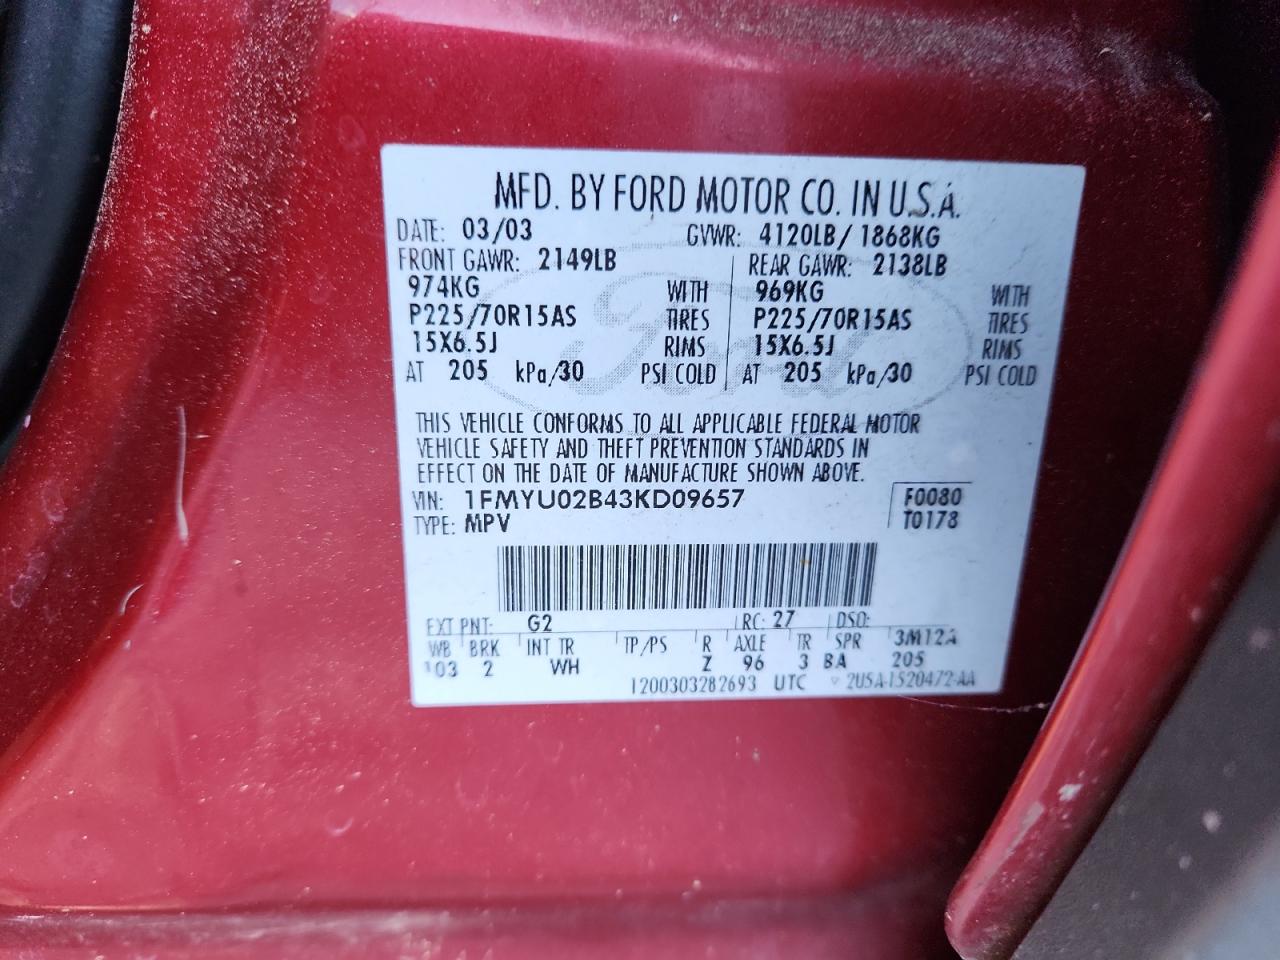 MFD. BY FORD MOTOR CO. IN U.S.A.
DATE: 03/03 GVWR: 4120LB/ 1868KG
FRONT GAWR: 2149LB REAR GAWR: 2138LB
974KG WITH 969KG WITH
P225/70R15AS TIRES P225/70R15AS TIRES
15X6.5J RIMS 15X6.5J RIMS
AT 205 kPa/30 PSI COLD AT 205 kPa/30 PSI COLD
THIS VEHICLE CONFORMS TO ALL APPLICABLE FEDERAL MOTOR
VEHICLE SAFETY AND THEFT PREVENTION STANDARDS IN
EFFECT ON THE DATE OF MANUFACTURE SHOWN ABOVE.
VIN: 1FMYU02B43KD09657 F0080
TYPE: MPV T0178
EXT PNT: G2 RC: 27 DSO:
WB BRK INT TR TP/PS R AXLE TR SPR 3M12A
103 2 WH Z 96 3 BA 205
1200303282693 UTC 2U5A-1520472-AA
Ford